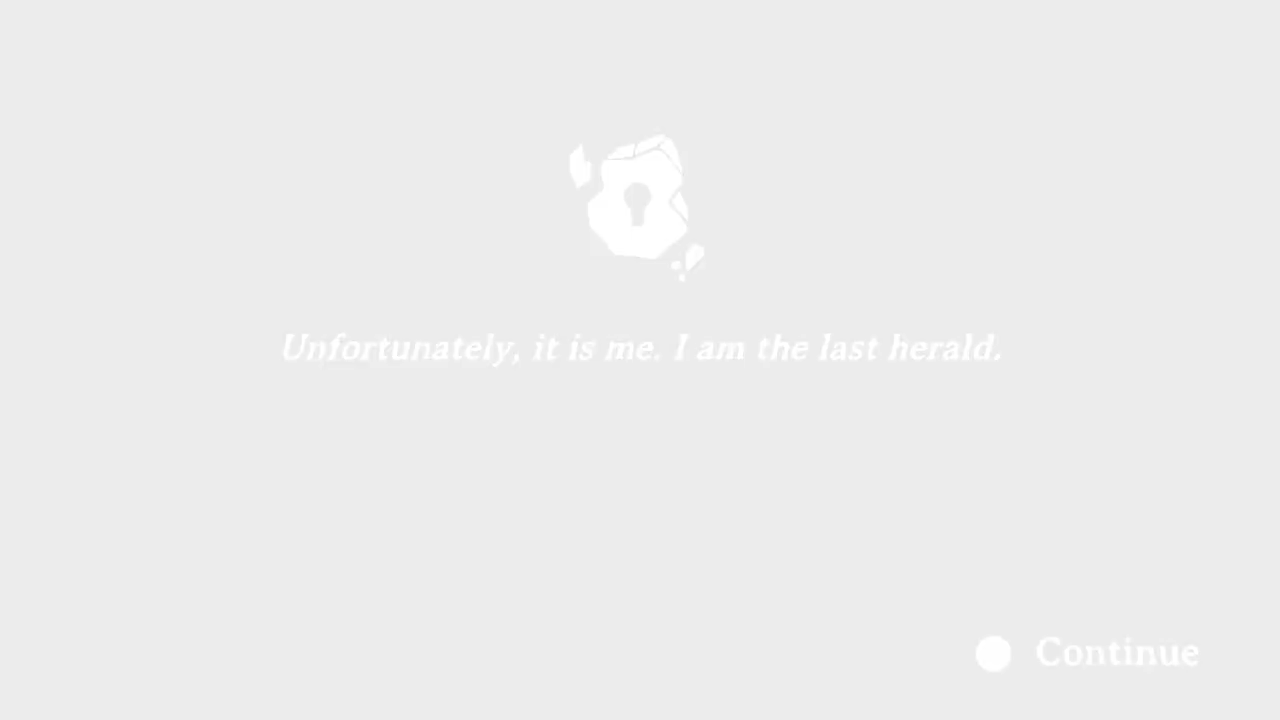 Unfortunately, it is me. I am the last herald.
Continue